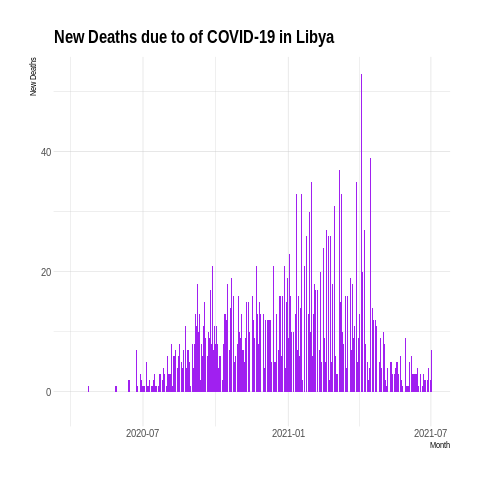 New Deaths due to of COVID-19 in Libya
New Deaths
40
20
0
2020-07
2021-01
2021-07
Month